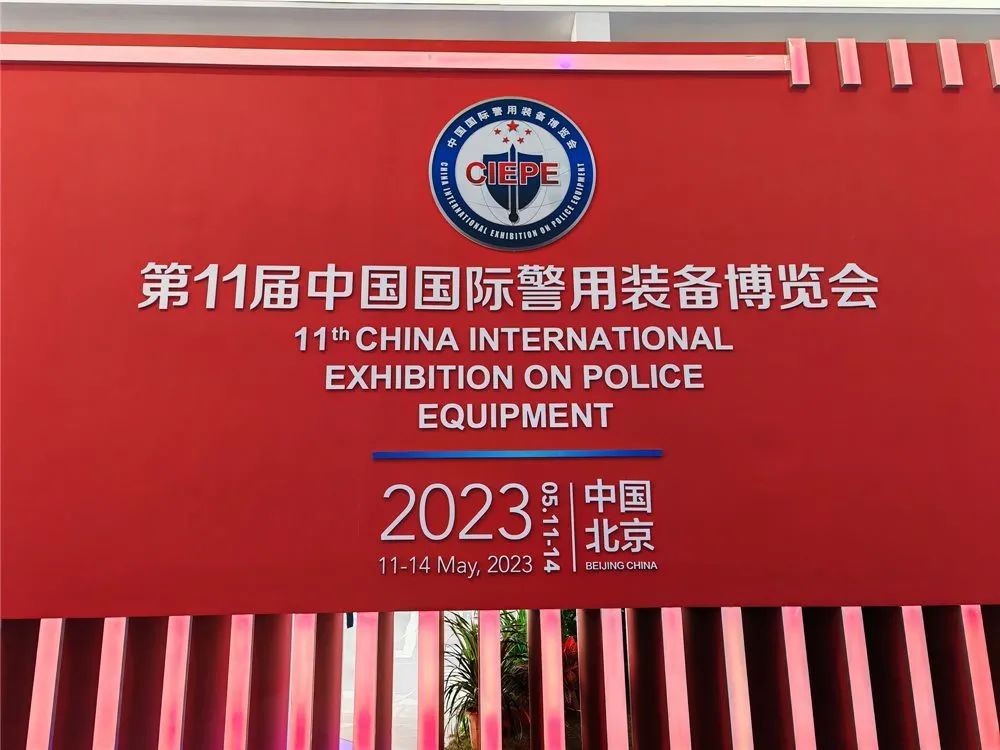 中国国际警用装备博览会
CIEPE
CHINA INTERNATIONAL EXHIBITION ON POLICE EQUIPMENT
第11届中国国际警用装备博览会
11th CHINA INTERNATIONAL
EXHIBITION ON POLICE
EQUIPMENT
2023
11-14 May, 2023
05.11-14
中国
北京
BEIJING CHINA